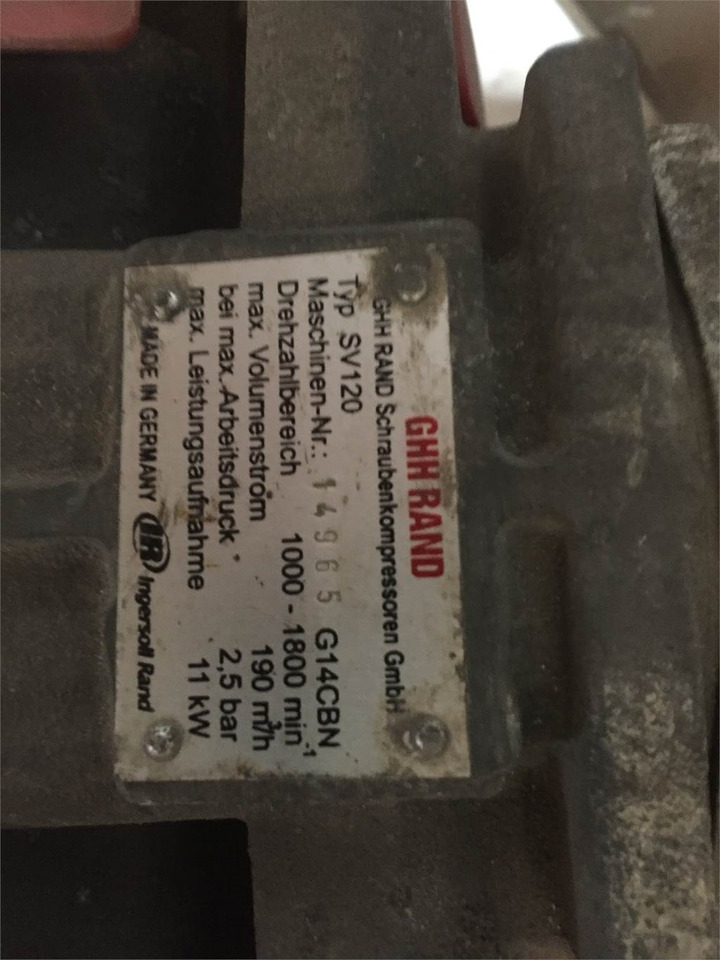 GHH RAND
GHH RAND Schraubenkompressoren GmbH
Typ SV120
Maschinen-Nr.: 14965 G14CBN
Drehzahlbereich 1000 - 1800 min⁻¹
max. Volumenstrom 190 m³/h
bei max. Arbeitsdruck 2,5 bar
max. Leistungsaufnahme 11 kW
MADE IN GERMANY IR Ingersoll Rand